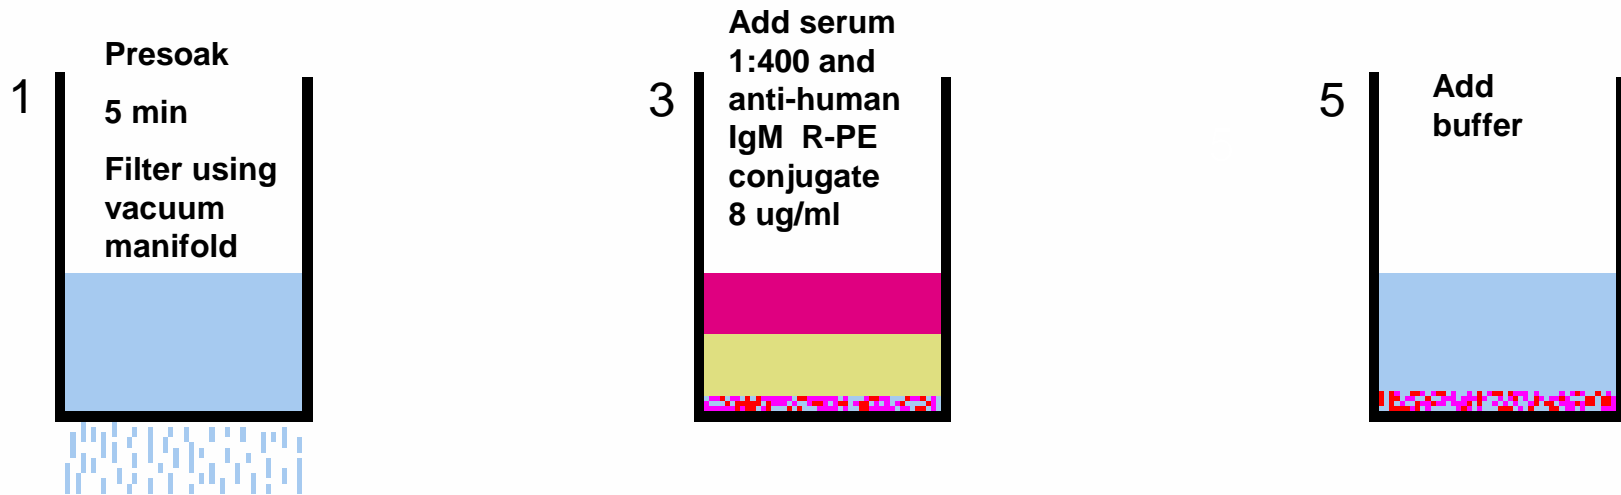 1
Presoak
5 min
Filter using
vacuum
manifold
3
Add serum
1:400 and
anti-human
IgM R-PE
conjugate
8 ug/ml
5
Add
buffer